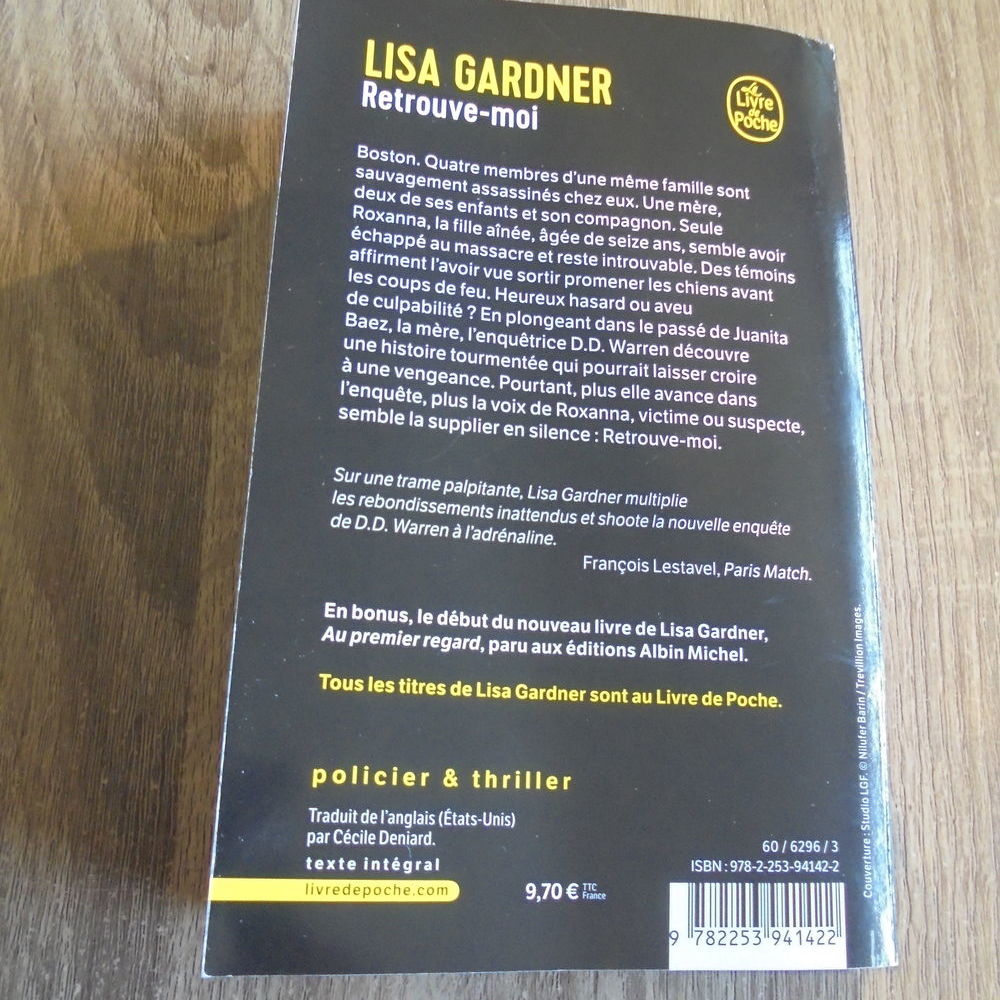 LISA GARDNER
Retrouve-moi
Le
Livre
de
Poche
Boston. Quatre membres d'une même famille sont
sauvagement assassinés chez eux. Une mère,
deux de ses enfants et son compagnon. Seule
Roxanna, la fille aînée, âgée de seize ans, semble avoir
échappé au massacre et reste introuvable. Des témoins
affirment l'avoir vue sortir promener les chiens avant
les coups de feu. Heureux hasard ou aveu
de culpabilité ? En plongeant dans le passé de Juanita
Baez, la mère, l'enquêtrice D.D. Warren découvre
une histoire tourmentée qui pourrait laisser croire
à une vengeance. Pourtant, plus elle avance dans
l'enquête, plus la voix de Roxanna, victime ou suspecte,
semble la supplier en silence : Retrouve-moi.
Sur une trame palpitante, Lisa Gardner multiplie
les rebondissements inattendus et shoote la nouvelle enquête
de D.D. Warren à l'adrénaline.
François Lestavel, Paris Match.
En bonus, le début du nouveau livre de Lisa Gardner,
Au premier regard, paru aux éditions Albin Michel.
Tous les titres de Lisa Gardner sont au Livre de Poche.
policier & thriller
Traduit de l'anglais (États-Unis)
par Cécile Deniard.
texte intégral
livredepoche.com
9,70 € TTC
France
60 / 6296 / 3
ISBN : 978-2-253-94142-2
9 782253 941422
Couverture : Studio LGF. © Nilufer Barin / Trevillion Images.